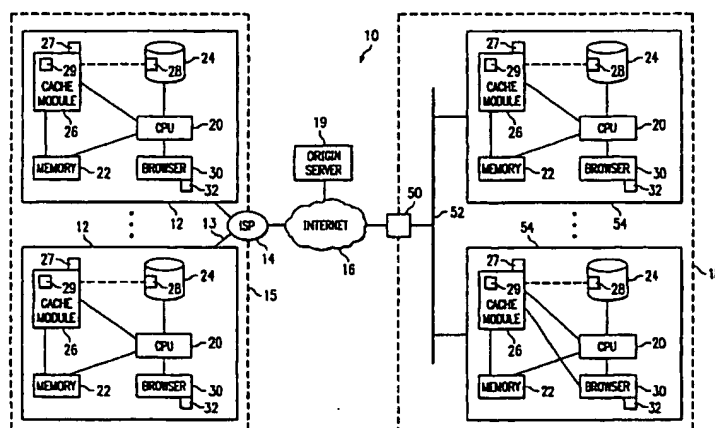 10
27
29
CACHE
MODULE
26
28
24
CPU
20
MEMORY
22
BROWSER
30
32
12
27
29
CACHE
MODULE
26
28
24
CPU
20
MEMORY
22
BROWSER
30
32
12
13
ISP
14
15
19
ORIGIN
SERVER
INTERNET
16
50
52
27
29
CACHE
MODULE
26
28
24
CPU
20
MEMORY
22
BROWSER
30
32
54
54
27
29
CACHE
MODULE
26
28
24
CPU
20
MEMORY
22
BROWSER
30
32